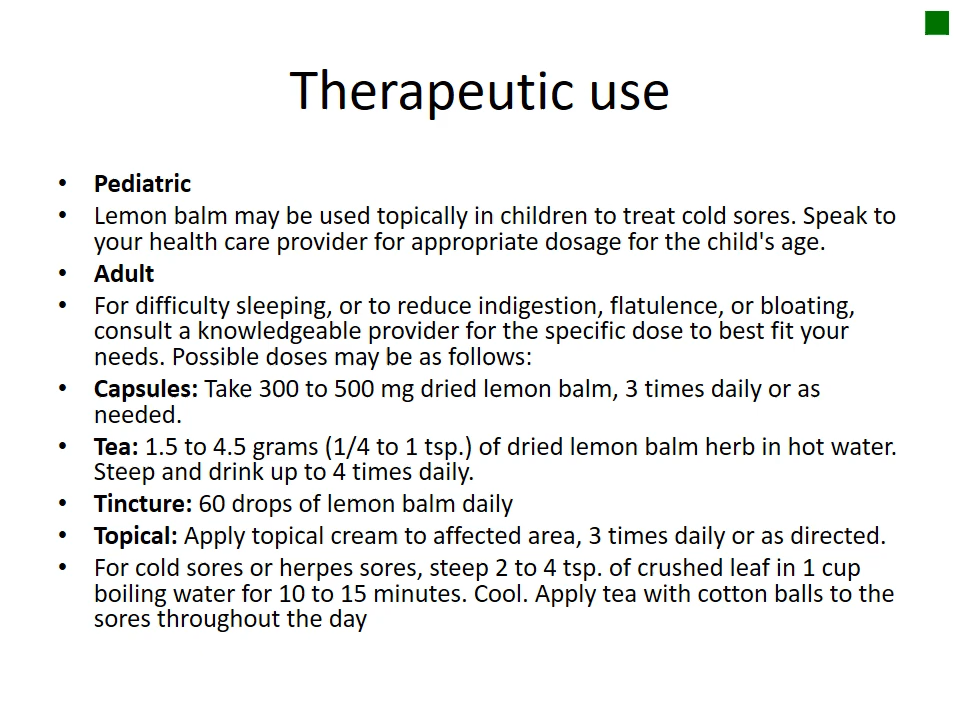 Therapeutic use
• Pediatric
• Lemon balm may be used topically in children to treat cold sores. Speak to
your health care provider for appropriate dosage for the child's age.
• Adult
• For difficulty sleeping, or to reduce indigestion, flatulence, or bloating,
consult a knowledgeable provider for the specific dose to best fit your
needs. Possible doses may be as follows:
• Capsules: Take 300 to 500 mg dried lemon balm, 3 times daily or as
needed.
• Tea: 1.5 to 4.5 grams (1/4 to 1 tsp.) of dried lemon balm herb in hot water.
Steep and drink up to 4 times daily.
• Tincture: 60 drops of lemon balm daily
• Topical: Apply topical cream to affected area, 3 times daily or as directed.
• For cold sores or herpes sores, steep 2 to 4 tsp. of crushed leaf in 1 cup
boiling water for 10 to 15 minutes. Cool. Apply tea with cotton balls to the
sores throughout the day